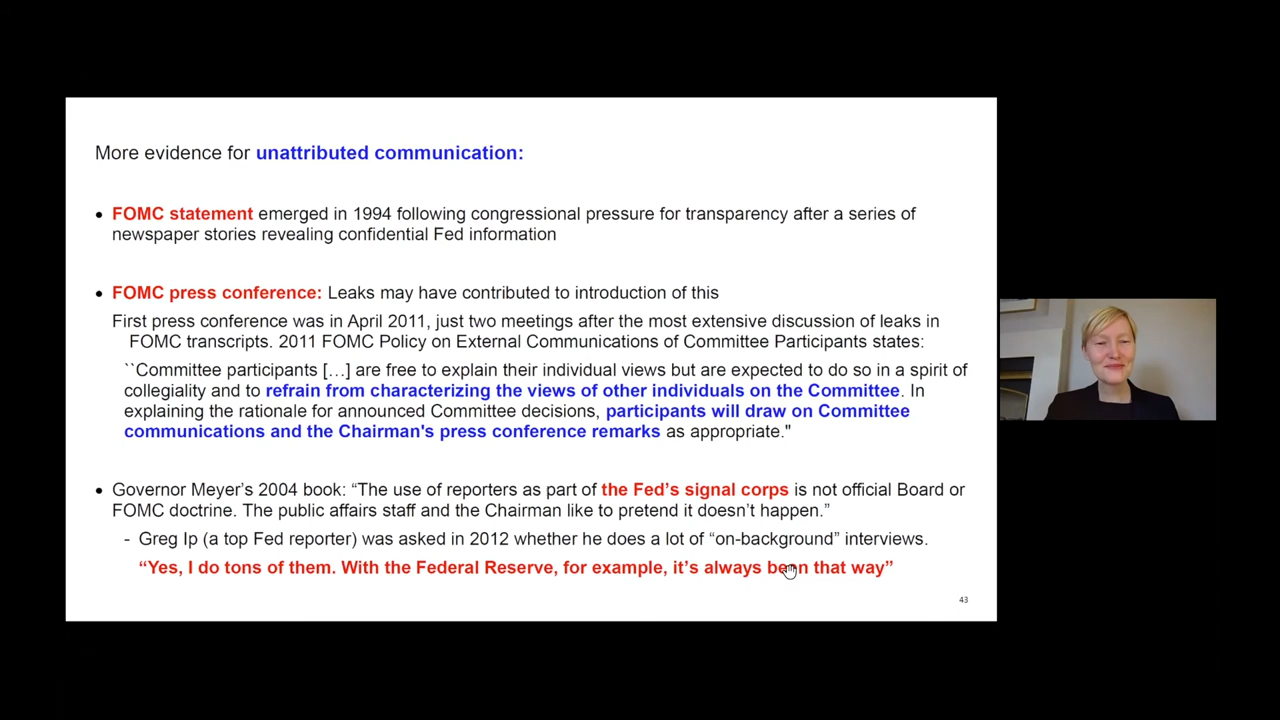 More evidence for unattributed communication:
• FOMC statement emerged in 1994 following congressional pressure for transparency after a series of
newspaper stories revealing confidential Fed information
• FOMC press conference: Leaks may have contributed to introduction of this
First press conference was in April 2011, just two meetings after the most extensive discussion of leaks in
FOMC transcripts. 2011 FOMC Policy on External Communications of Committee Participants states:
``Committee participants […] are free to explain their individual views but are expected to do so in a spirit of
collegiality and to refrain from characterizing the views of other individuals on the Committee. In
explaining the rationale for announced Committee decisions, participants will draw on Committee
communications and the Chairman's press conference remarks as appropriate."
• Governor Meyer’s 2004 book: “The use of reporters as part of the Fed’s signal corps is not official Board or
FOMC doctrine. The public affairs staff and the Chairman like to pretend it doesn’t happen.”
- Greg Ip (a top Fed reporter) was asked in 2012 whether he does a lot of “on-background” interviews.
“Yes, I do tons of them. With the Federal Reserve, for example, it’s always been that way”
43